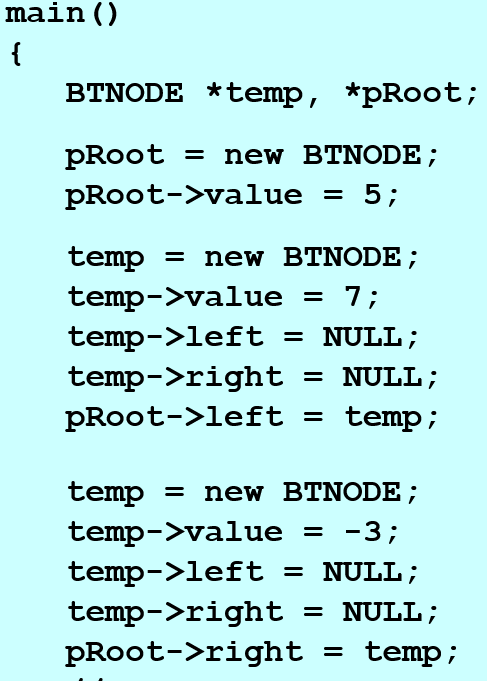 main()
{
BTNODE *temp, *pRoot;
pRoot = new BTNODE;
pRoot->value = 5;
temp = new BTNODE;
temp->value = 7;
temp->left = NULL;
temp->right = NULL;
pRoot->left = temp;
temp = new BTNODE;
temp->value = -3;
temp->left = NULL;
temp->right = NULL;
pRoot->right = temp;